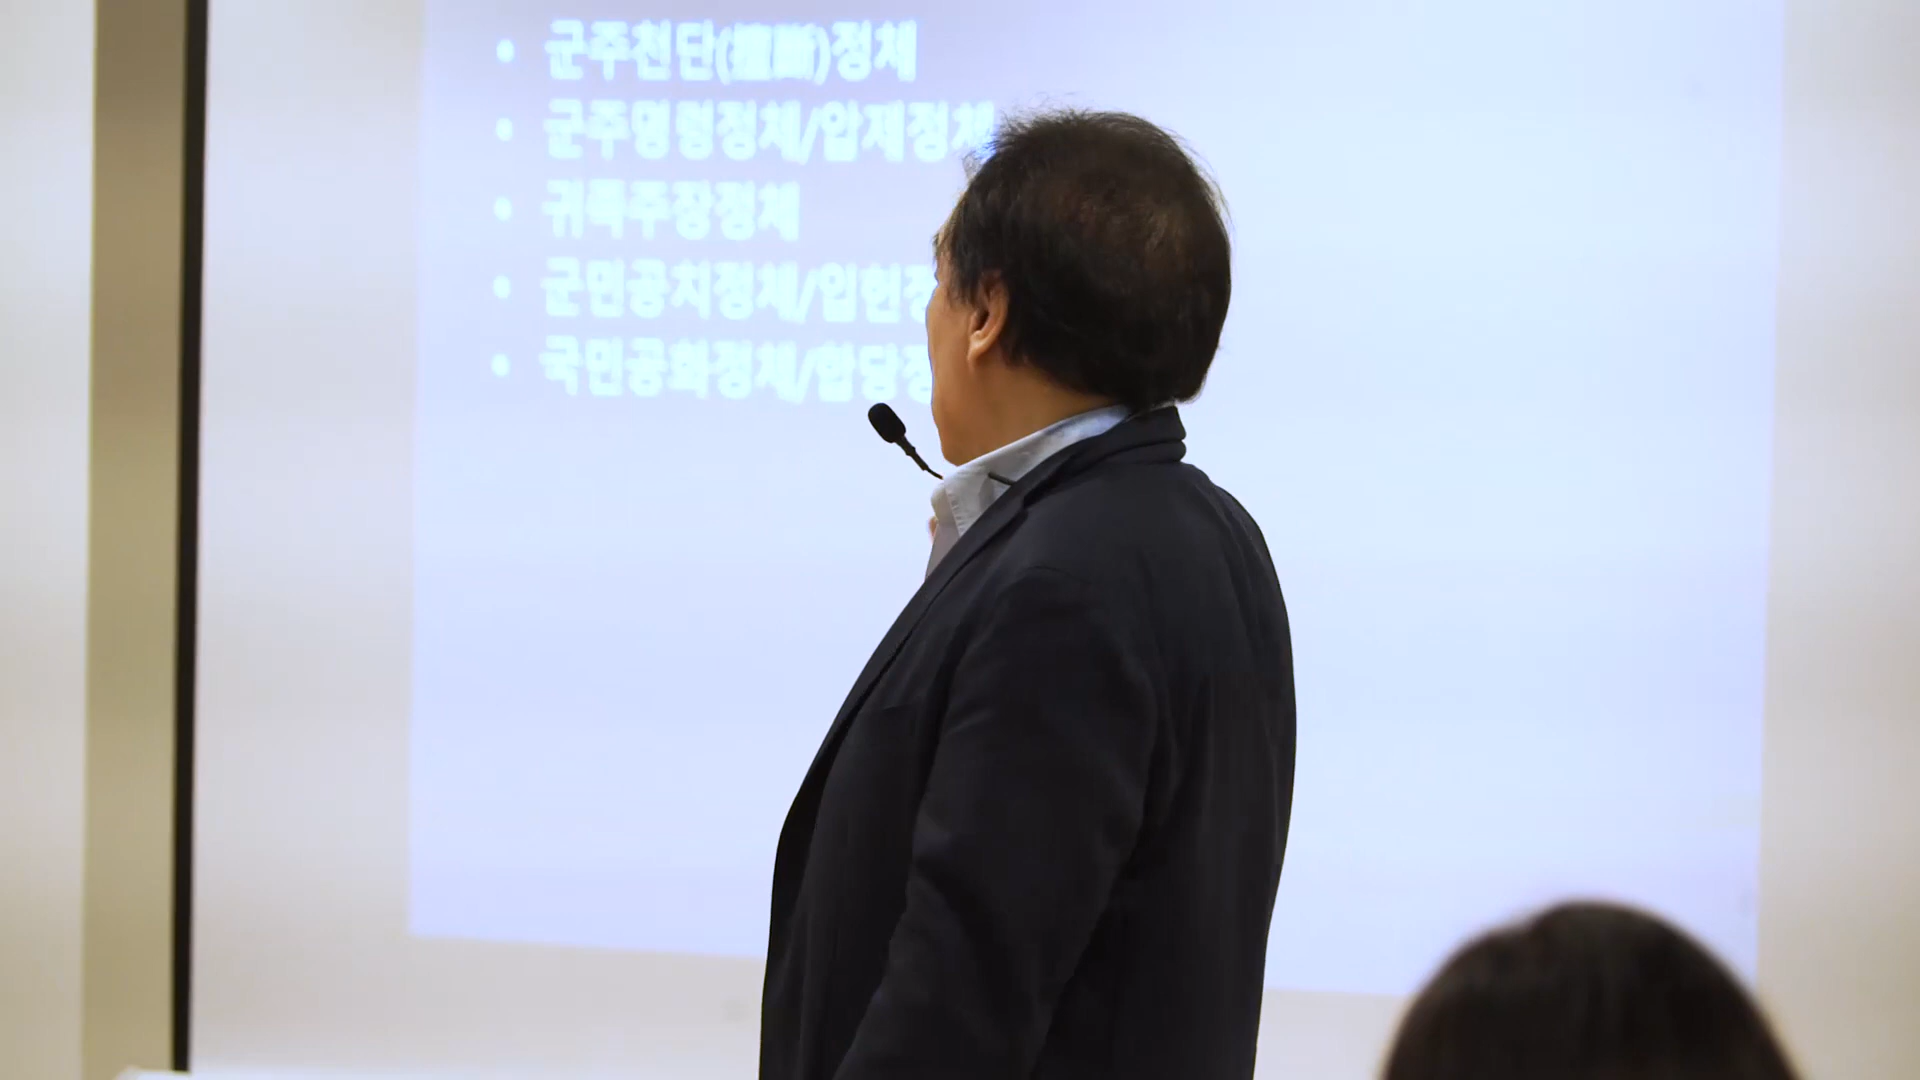 • 군주천단(擅斷)정체
• 군주명령정체/압제정체
• 귀족주장정체
• 군민공치정체/입헌정
• 국민공화정체/합당정